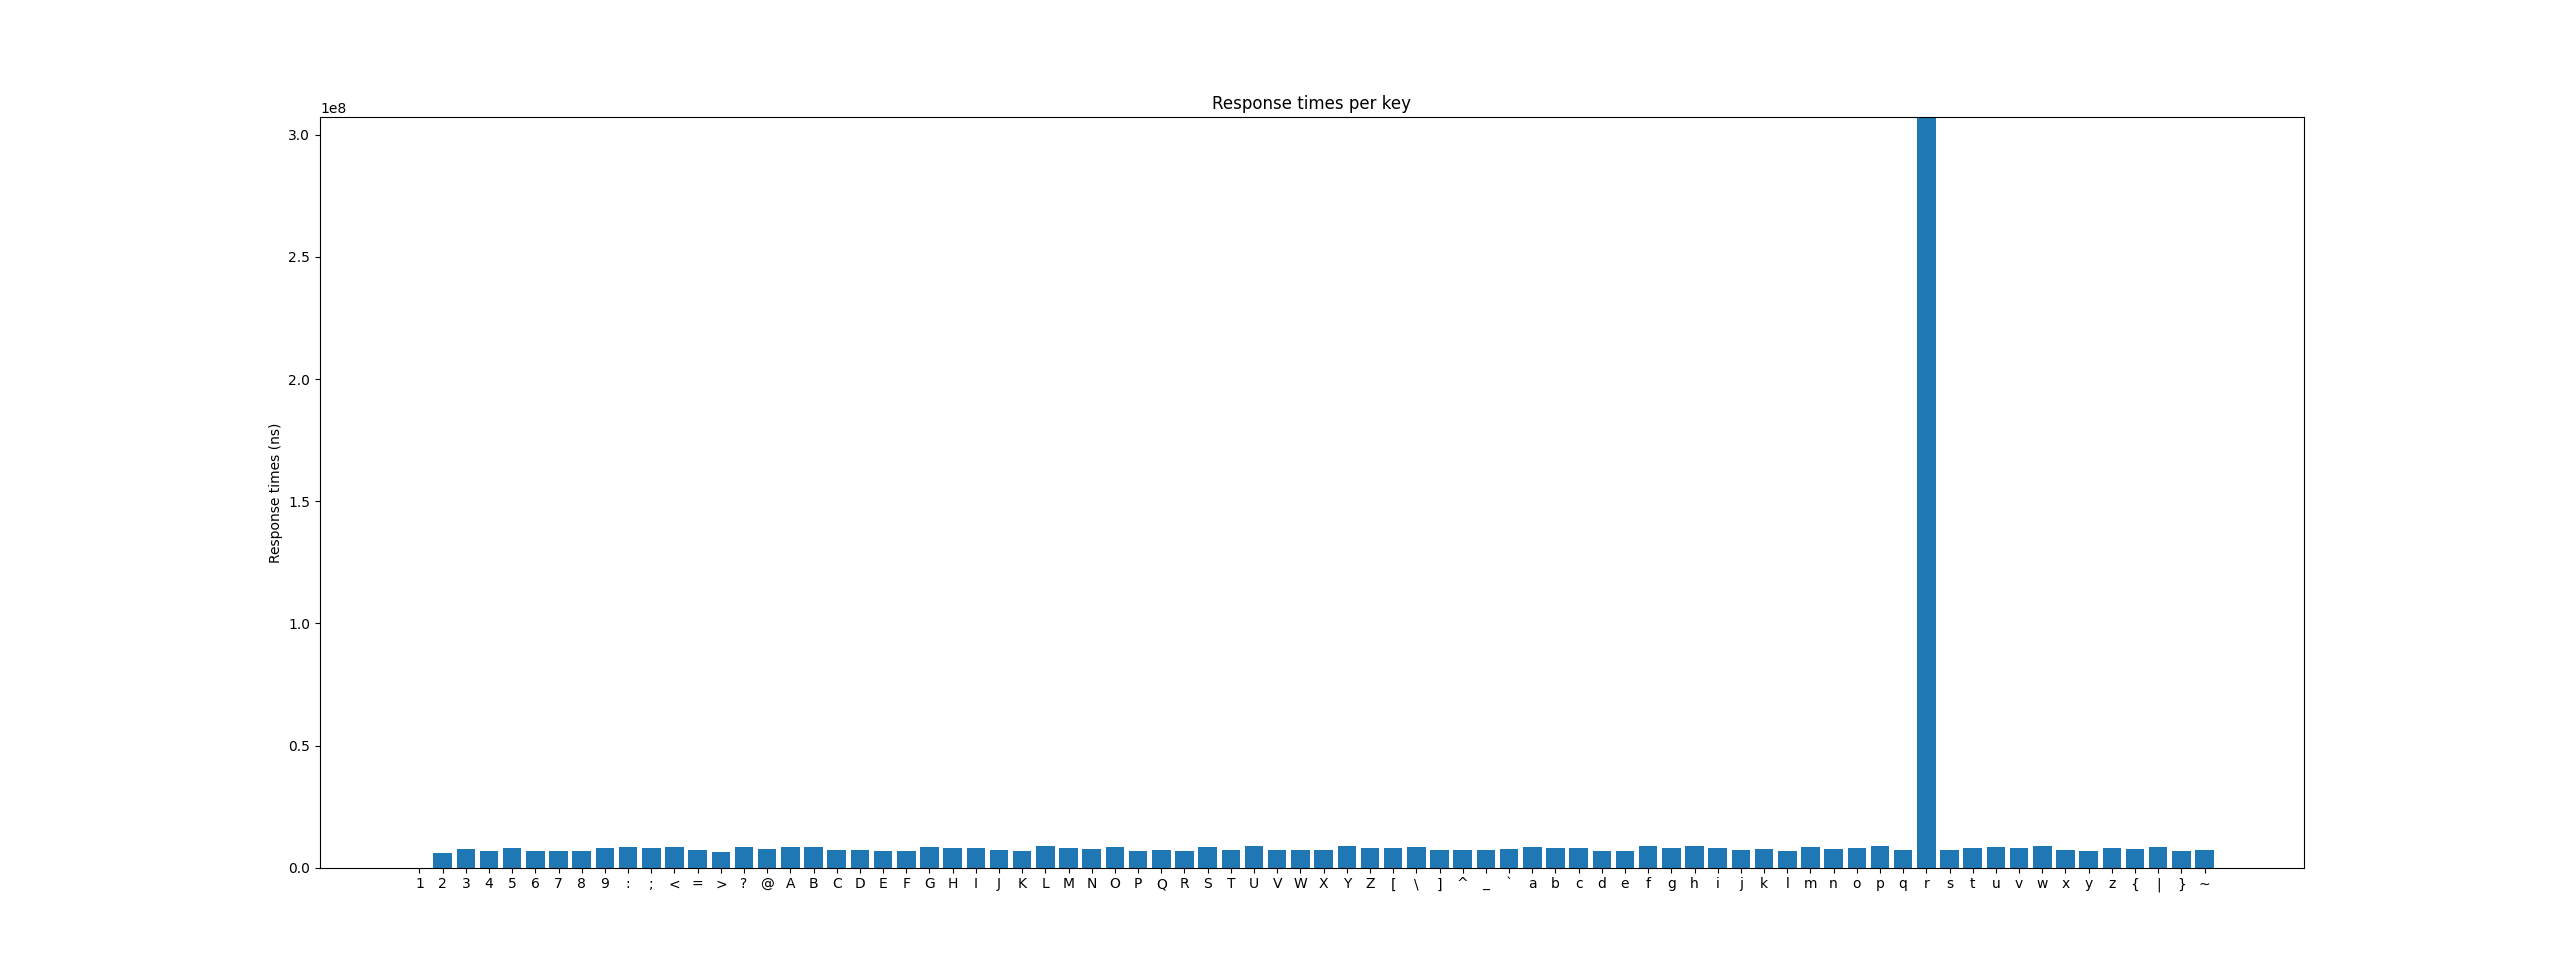 Response times per key
1e8
3.0
2.5
2.0
1.5
1.0
0.5
0.0
Response times (ns)
1 2 3 4 5 6 7 8 9 : ; < = > ? @ A B C D E F G H I J K L M N O P Q R S T U V W X Y Z [ \ ] ^ _ ` a b c d e f g h i j k l m n o p q r s t u v w x y z { | } ~